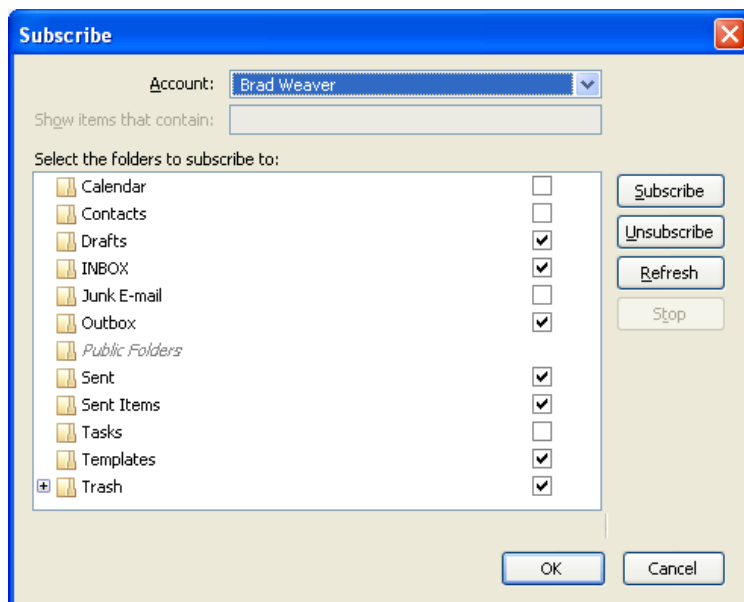 Subscribe
Account: Brad Weaver
Show items that contain:
Select the folders to subscribe to:
Calendar
Contacts
Drafts
INBOX
Junk E-mail
Outbox
Public Folders
Sent
Sent Items
Tasks
Templates
Trash
Subscribe
Unsubscribe
Refresh
Stop
OK Cancel